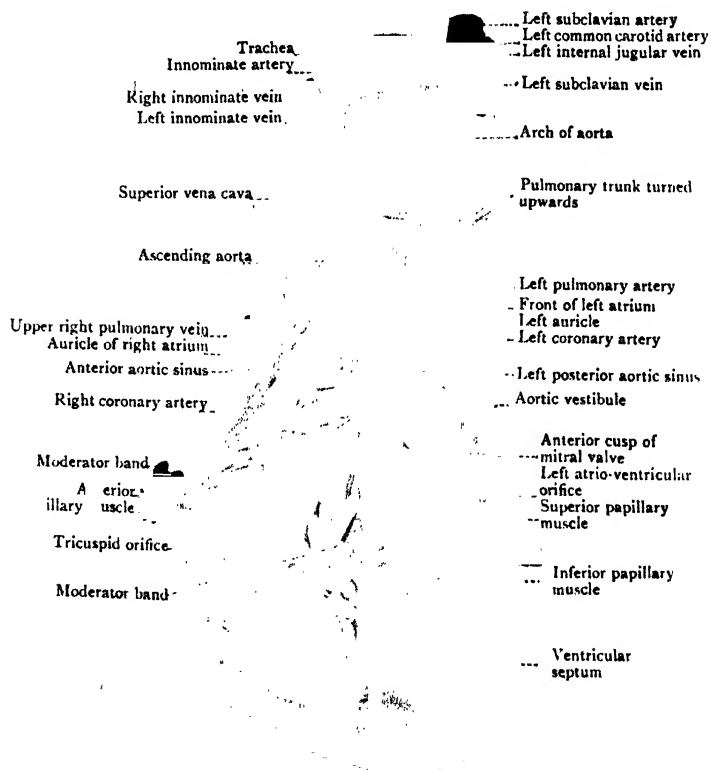 Trachea
Innominate artery
Right innominate vein
Left innominate vein
Superior vena cava
Ascending aorta
Upper right pulmonary vein
Auricle of right atrium
Anterior aortic sinus
Right coronary artery
Moderator band
A erior
illary uscle
Tricuspid orifice
Moderator band
Left subclavian artery
Left common carotid artery
Left internal jugular vein
Left subclavian vein
Arch of aorta
Pulmonary trunk turned
upwards
Left pulmonary artery
Front of left atrium
Left auricle
Left coronary artery
Left posterior aortic sinus
Aortic vestibule
Anterior cusp of
mitral valve
Left atrio-ventricular
orifice
Superior papillary
muscle
Inferior papillary
muscle
Ventricular
septum